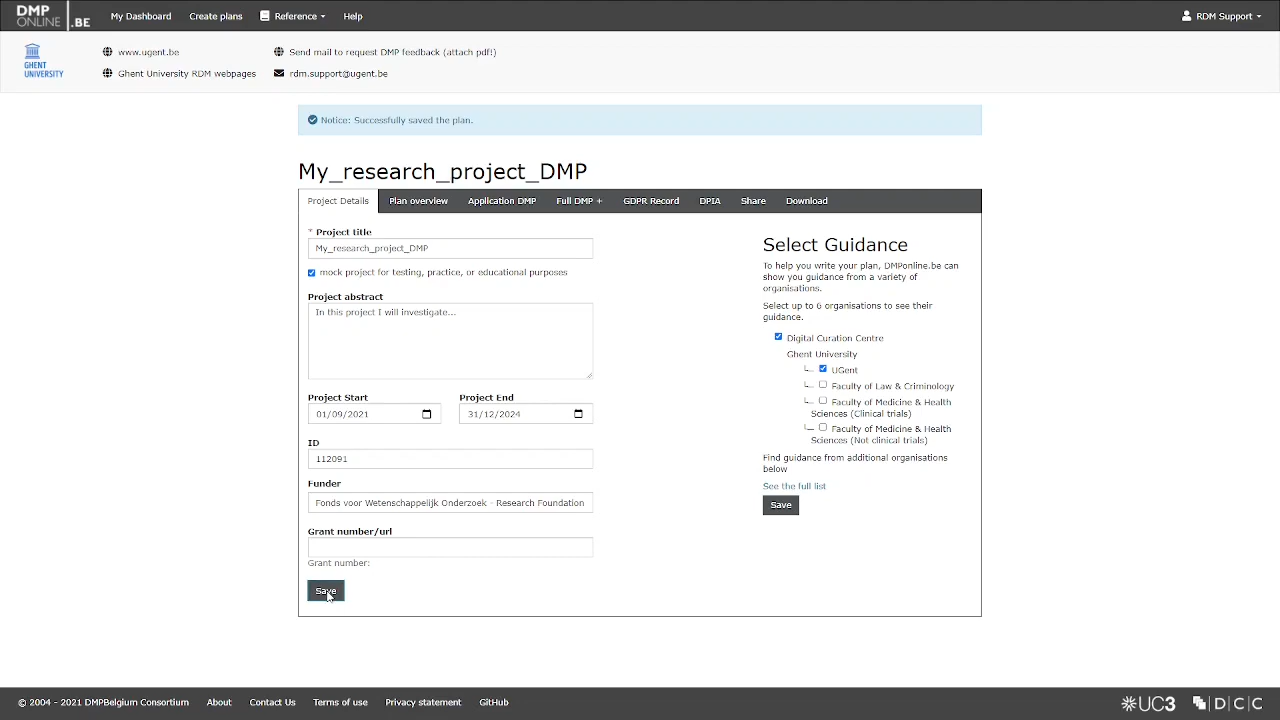 DMP ONLINE .BE My Dashboard Create plans Reference Help RDM Support
GHENT UNIVERSITY
www.ugent.be Send mail to request DMP feedback (attach pdf!)
Ghent University RDM webpages rdm.support@ugent.be
Notice: Successfully saved the plan.
My_research_project_DMP
Project Details Plan overview Application DMP Full DMP + GDPR Record DPIA Share Download
* Project title
My_research_project_DMP
mock project for testing, practice, or educational purposes
Project abstract
In this project I will investigate...
Project Start Project End
01/09/2021 31/12/2024
ID
112091
Funder
Fonds voor Wetenschappelijk Onderzoek - Research Foundation
Grant number/url
Grant number:
Save
Select Guidance
To help you write your plan, DMPonline.be can
show you guidance from a variety of
organisations.
Select up to 6 organisations to see their
guidance.
Digital Curation Centre
Ghent University
UGent
Faculty of Law & Criminology
Faculty of Medicine & Health
Sciences (Clinical trials)
Faculty of Medicine & Health
Sciences (Not clinical trials)
Find guidance from additional organisations
below
See the full list
Save
© 2004 - 2021 DMPBelgium Consortium About Contact Us Terms of use Privacy statement GitHub UC3 D|C|C